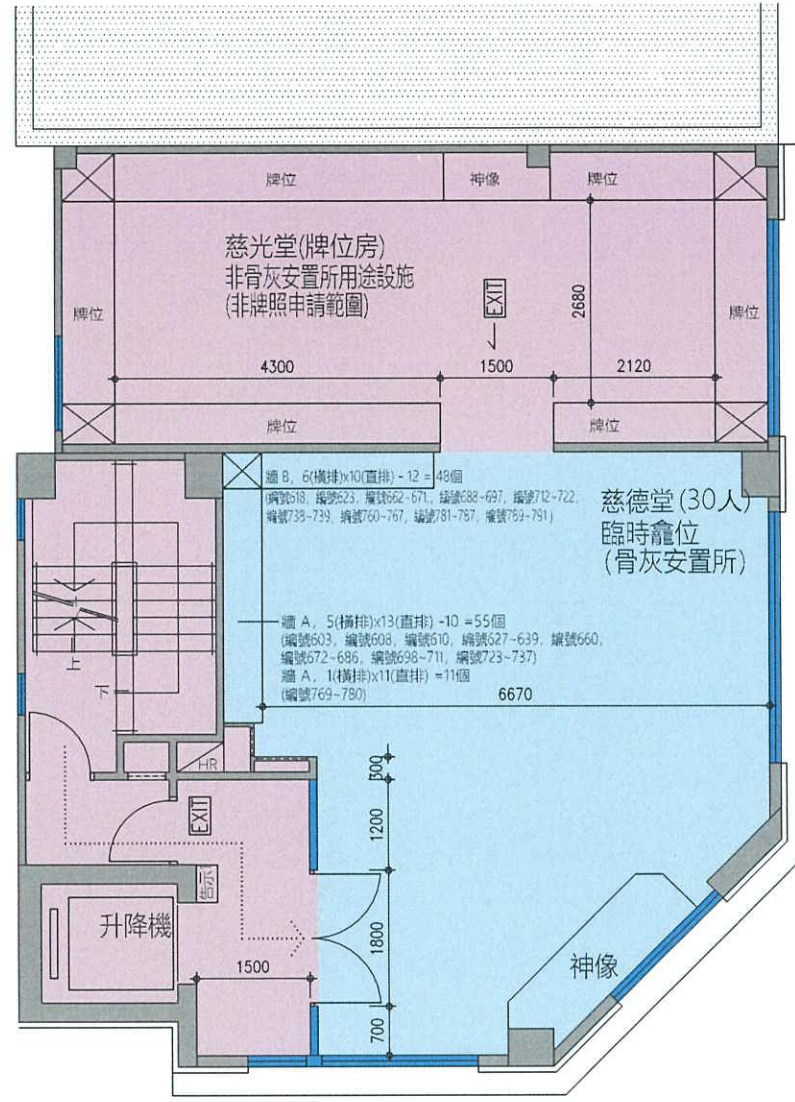 牌位
神像
牌位
慈光堂(牌位房)
非骨灰安置所用途設施
(非牌照申請範圍)
EXIT
2680
牌位
牌位
4300
1500
2120
牌位
牌位
牆 B, 6(橫排)x10(直排) - 12 = 48個
(編號618, 編號623, 編號662-671, 編號688-697, 編號712-722,
編號738-739, 編號760-767, 編號781-787, 編號789-791)
慈德堂(30人)
臨時龕位
(骨灰安置所)
牆 A, 5(橫排)x13(直排) -10 =55個
(編號603, 編號608, 編號610, 編號627~639, 編號660,
編號672~686, 編號698~711, 編號723~737)
牆 A, 1(橫排)x11(直排) =11個
(編號769~780)
6670
上
下
HR
300
1200
EXIT
告示
升降機
1800
1500
神像
700